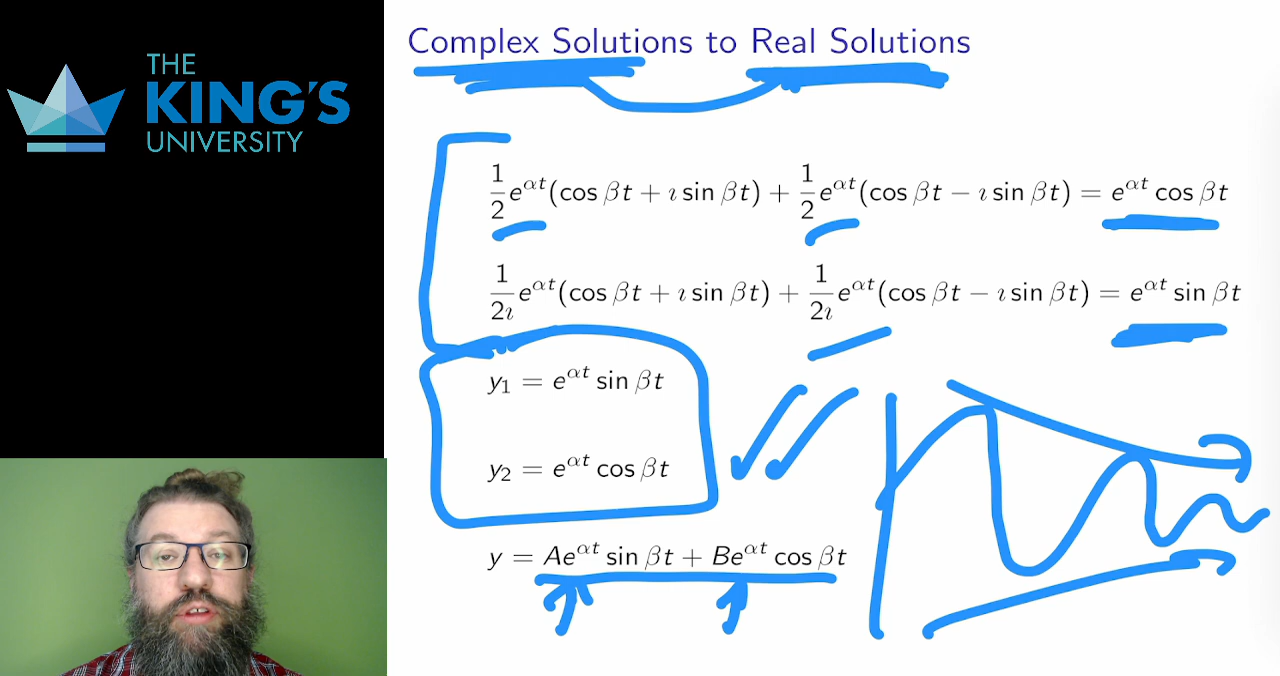 THE
KING'S
UNIVERSITY
Complex Solutions to Real Solutions
1/2 e^{αt}(cos βt + ı sin βt) + 1/2 e^{αt}(cos βt − ı sin βt) = e^{αt} cos βt
1/2ı e^{αt}(cos βt + ı sin βt) + 1/2ı e^{αt}(cos βt − ı sin βt) = e^{αt} sin βt
y₁ = e^{αt} sin βt
y₂ = e^{αt} cos βt
y = Ae^{αt} sin βt + Be^{αt} cos βt